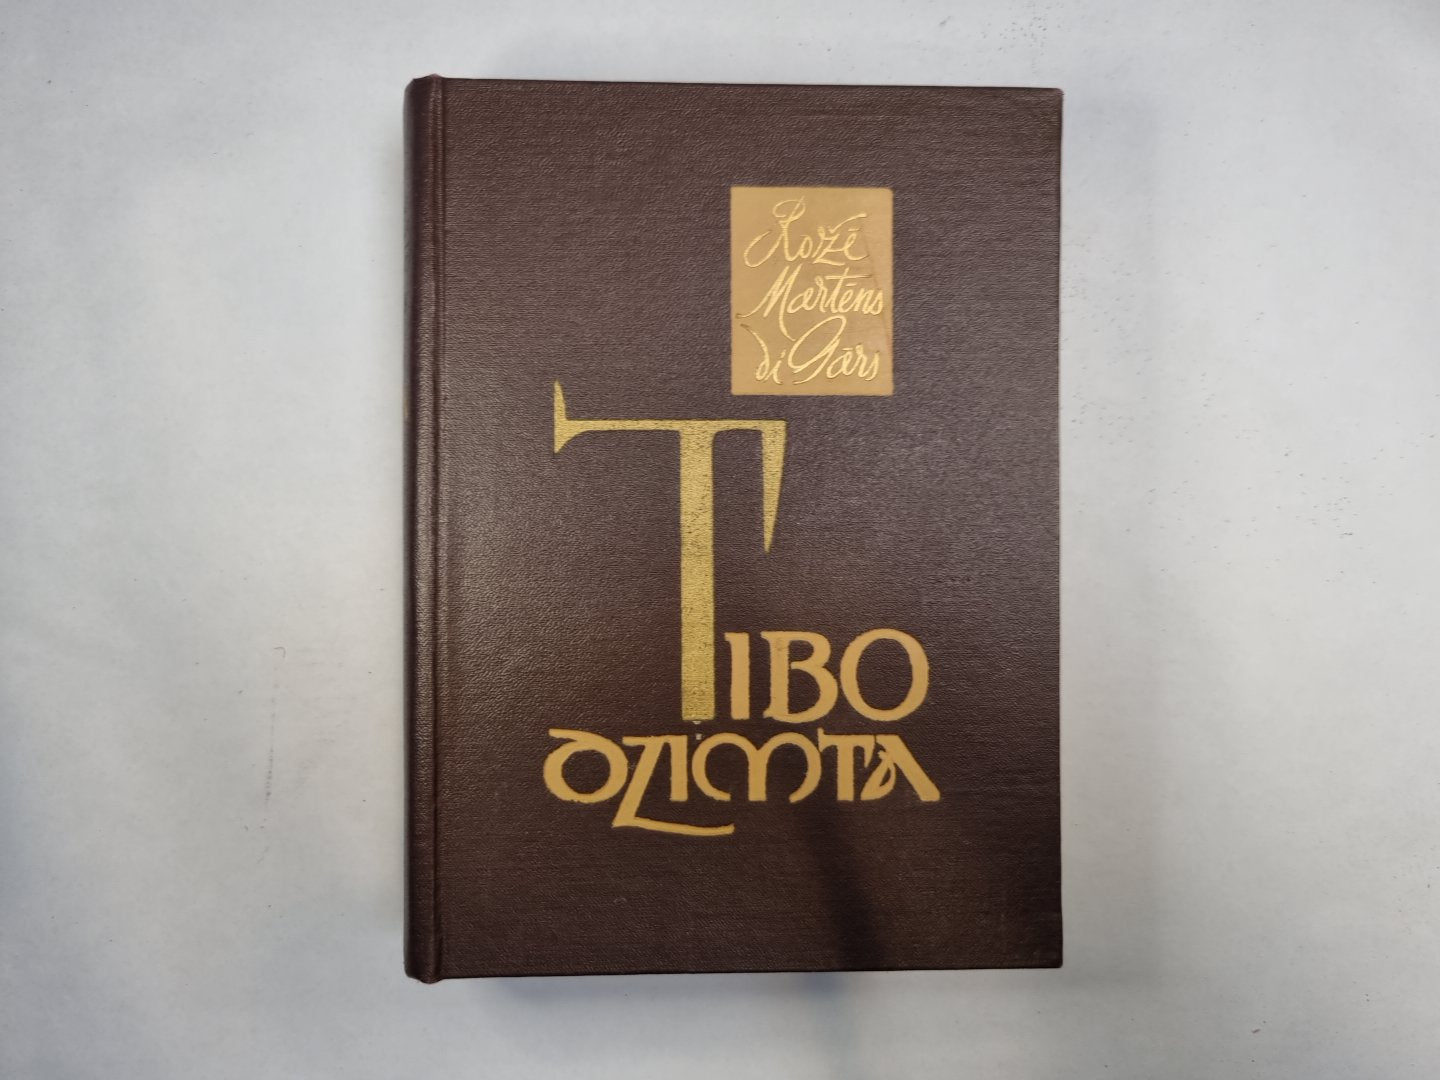 Rožē
Martēns
di Gārs
TIBO
DZIMTA